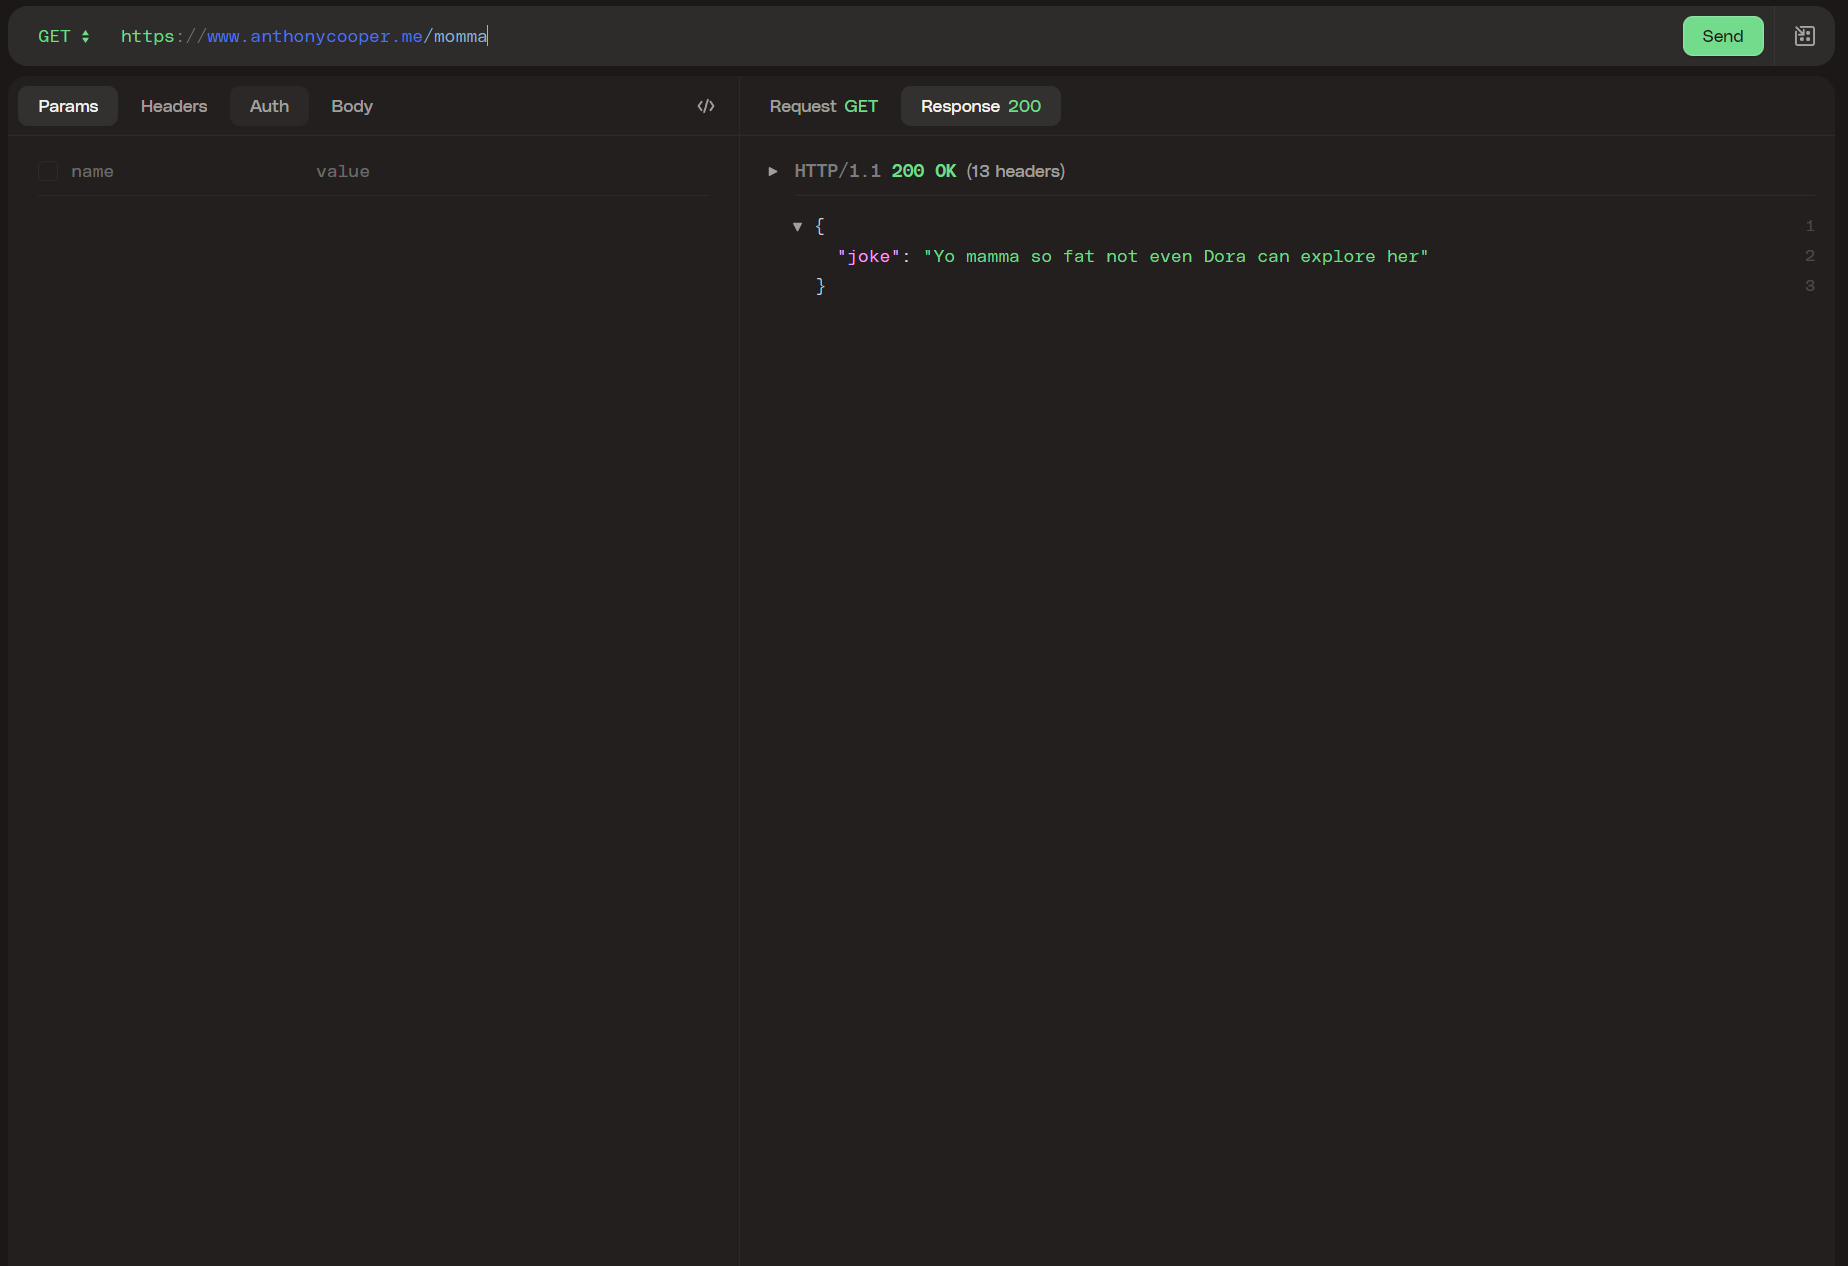 GET https://www.anthonycooper.me/momma Send
Params Headers Auth Body </> Request GET Response 200
name value
HTTP/1.1 200 OK (13 headers)
{ 1
"joke": "Yo mamma so fat not even Dora can explore her" 2
} 3